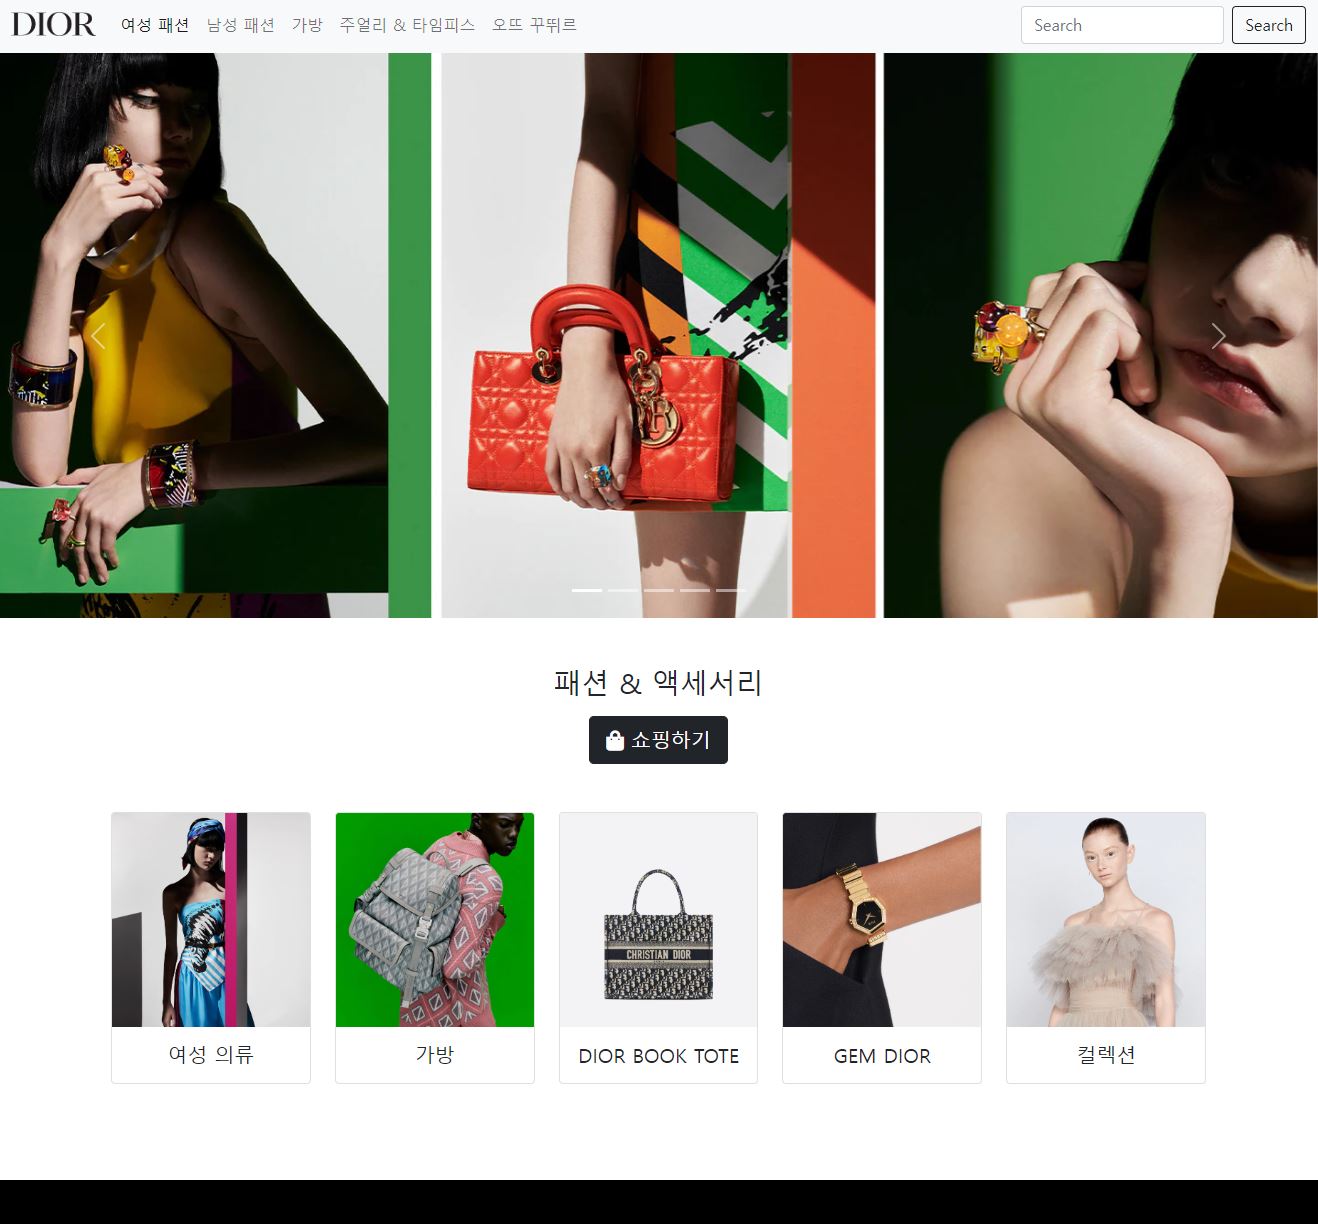 DIOR 여성 패션 남성 패션 가방 주얼리 & 타임피스 오뜨 꾸뛰르 Search Search
패션 & 액세서리
쇼핑하기
CHRISTIAN DIOR
여성 의류 가방 DIOR BOOK TOTE GEM DIOR 컬렉션